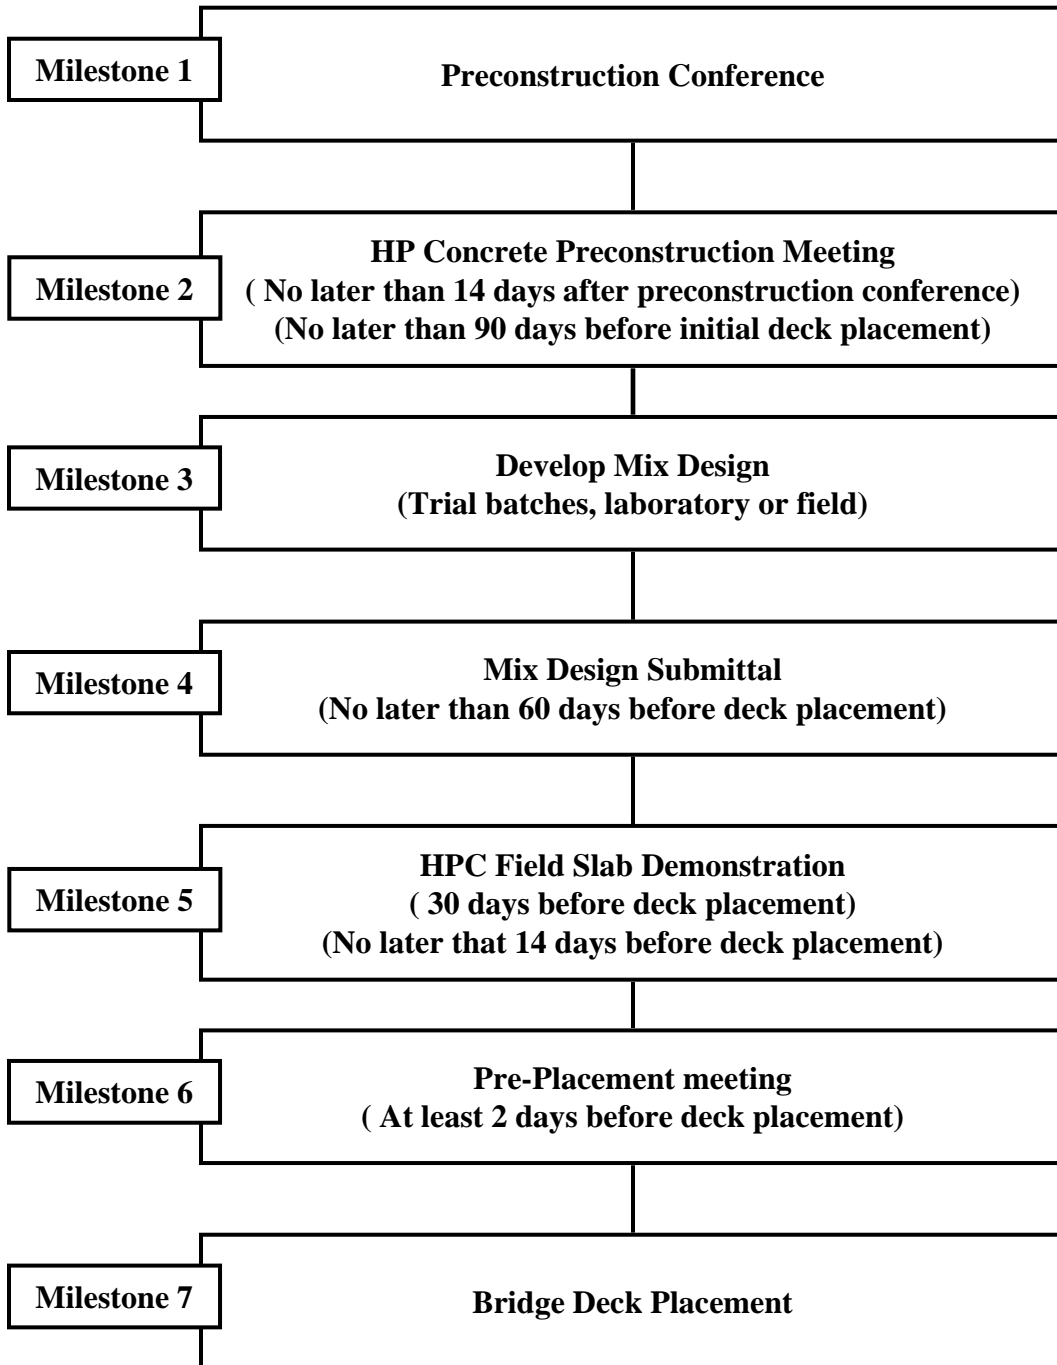 Milestone 1
Preconstruction Conference
Milestone 2
HP Concrete Preconstruction Meeting
( No later than 14 days after preconstruction conference)
(No later than 90 days before initial deck placement)
Milestone 3
Develop Mix Design
(Trial batches, laboratory or field)
Milestone 4
Mix Design Submittal
(No later than 60 days before deck placement)
Milestone 5
HPC Field Slab Demonstration
( 30 days before deck placement)
(No later that 14 days before deck placement)
Milestone 6
Pre-Placement meeting
( At least 2 days before deck placement)
Milestone 7
Bridge Deck Placement